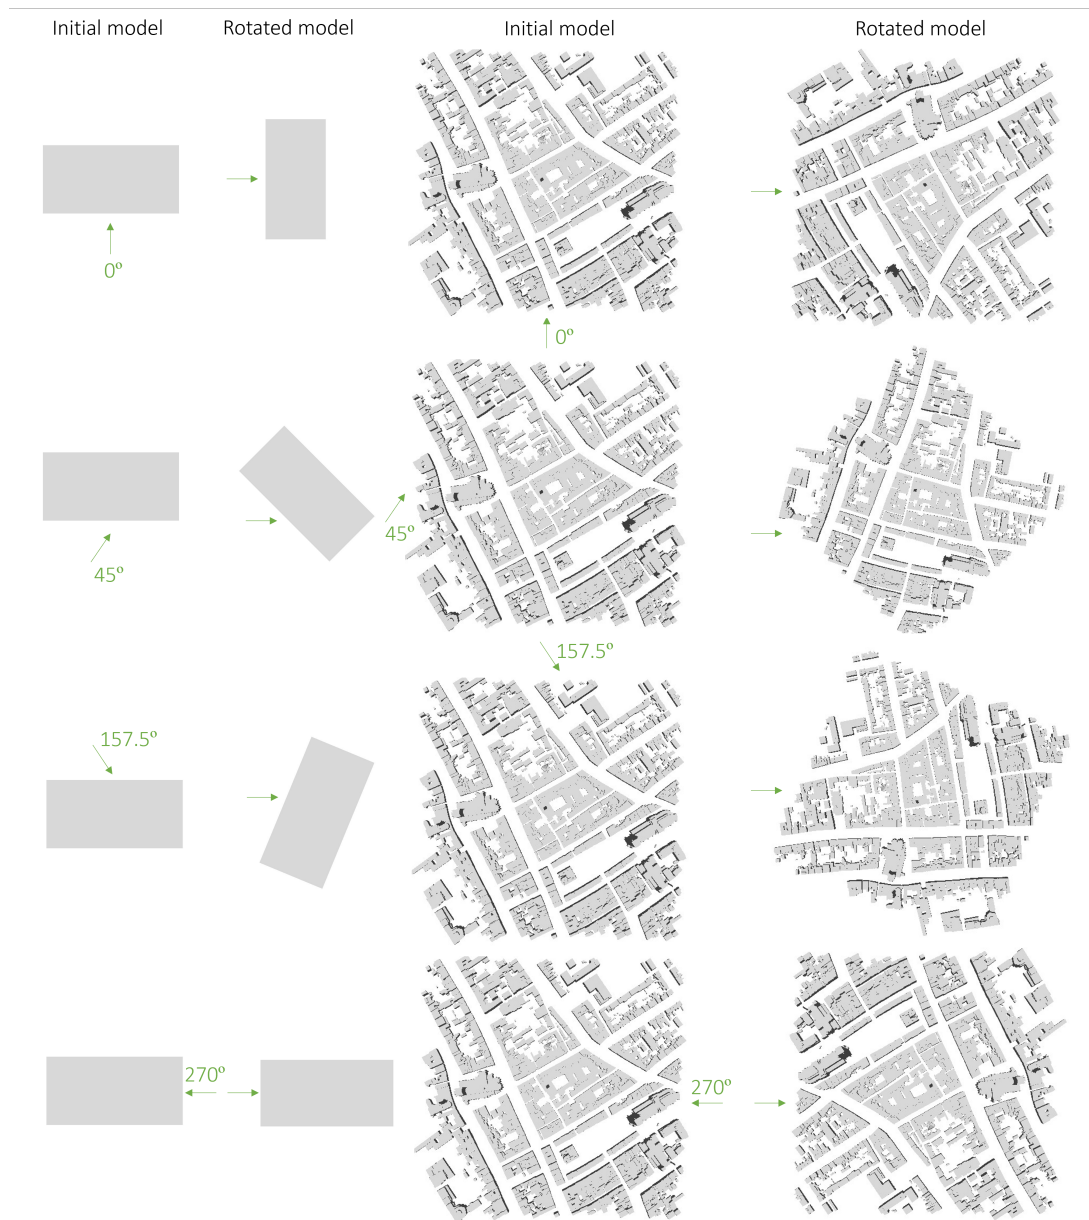 Initial model
Rotated model
Initial model
Rotated model
0º
0º
45º
45º
157.5º
157.5º
270º
270º